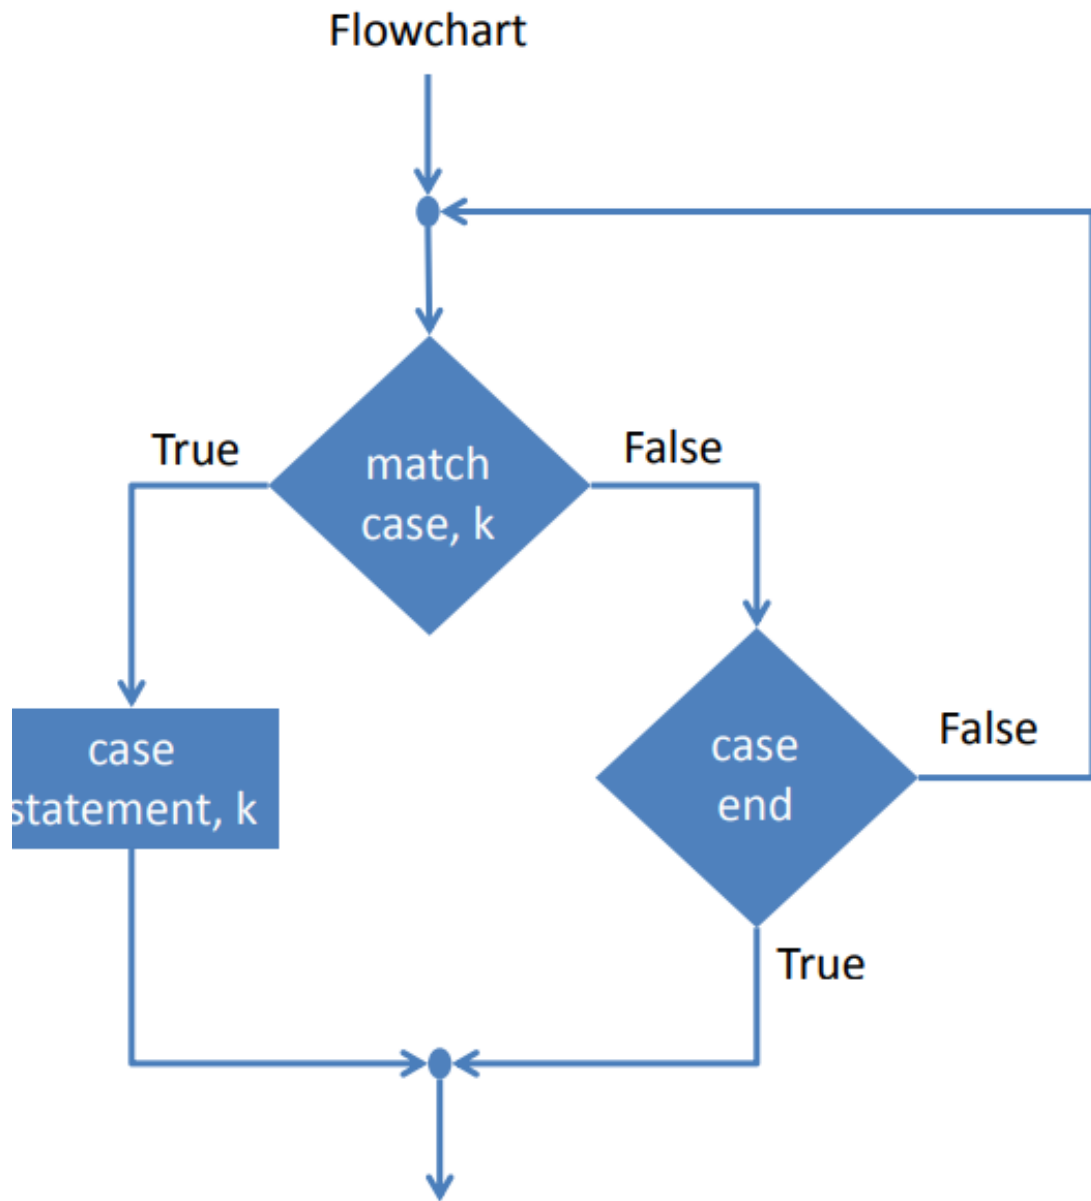 Flowchart
True
False
match
case, k
case
statement, k
case
end
False
True